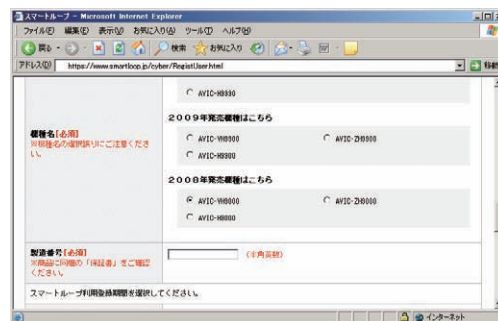 スマートループ - Microsoft Internet Explorer
ファイル(F) 編集(E) 表示(V) お気に入り(A) ツール(T) ヘルプ(H)
戻る 検索 お気に入り
アドレス(D) https://www.smartloop.jp/cyber/RegistUser.html 移動
AVIC-H9990
2009年発売機種はこちら
機種名[必須]
※機種名の選択誤りにご注意ください。
AVIC-VH9900 AVIC-ZH9900
AVIC-H9900
2008年発売機種はこちら
AVIC-VH9000 AVIC-ZH9000
AVIC-H9000
製造番号[必須]
※商品に同梱の「保証書」をご確認ください。
(半角英数)
スマートループ利用登録期間を選択してください。
インターネット